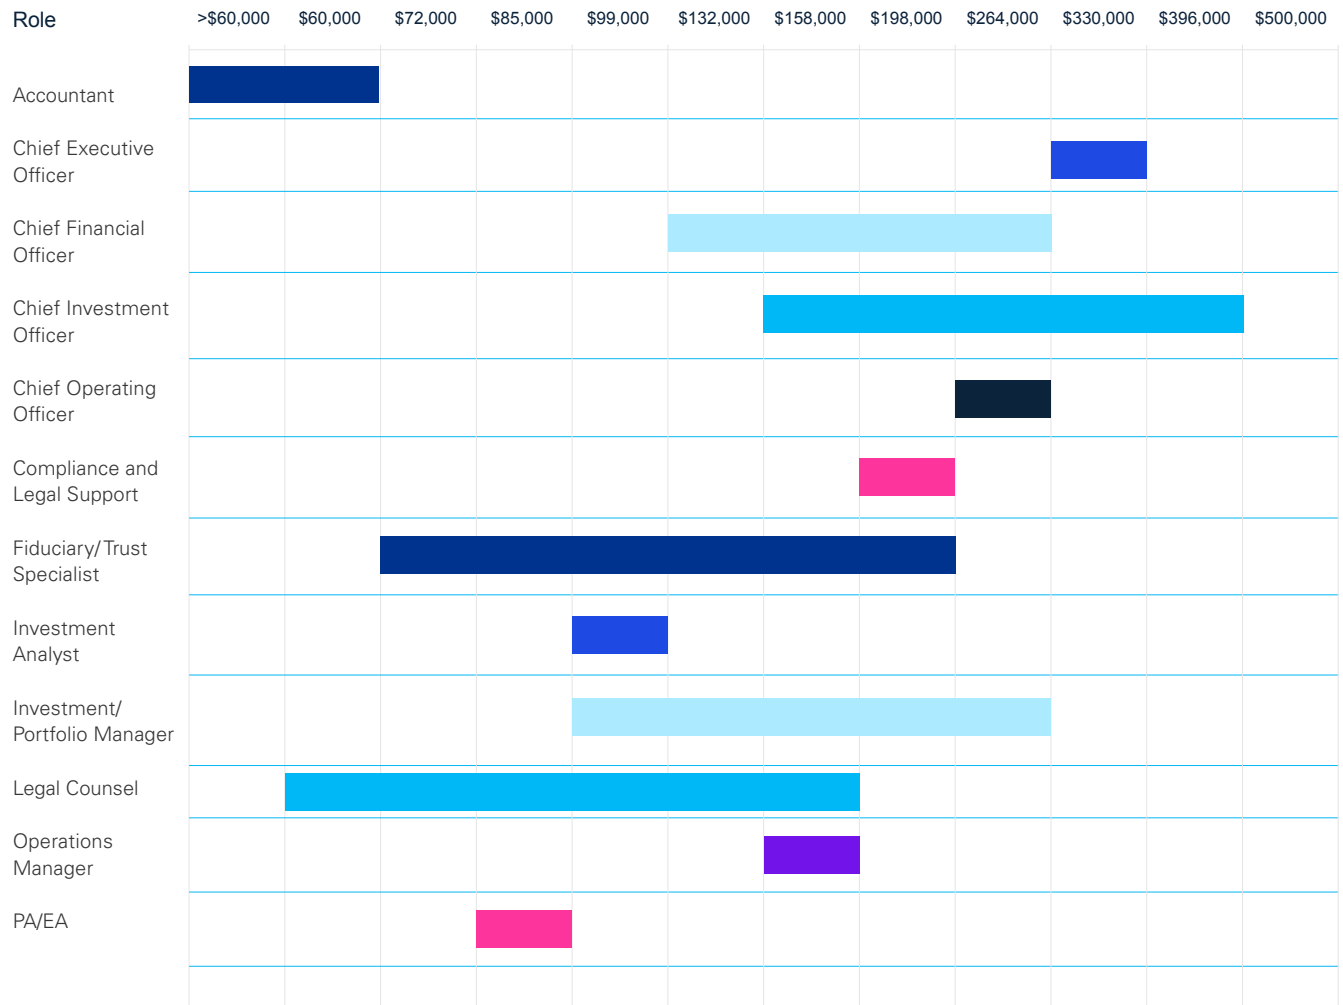 Role >$60,000 $60,000 $72,000 $85,000 $99,000 $132,000 $158,000 $198,000 $264,000 $330,000 $396,000 $500,000
Accountant
Chief Executive
Officer
Chief Financial
Officer
Chief Investment
Officer
Chief Operating
Officer
Compliance and
Legal Support
Fiduciary/Trust
Specialist
Investment
Analyst
Investment/
Portfolio Manager
Legal Counsel
Operations
Manager
PA/EA